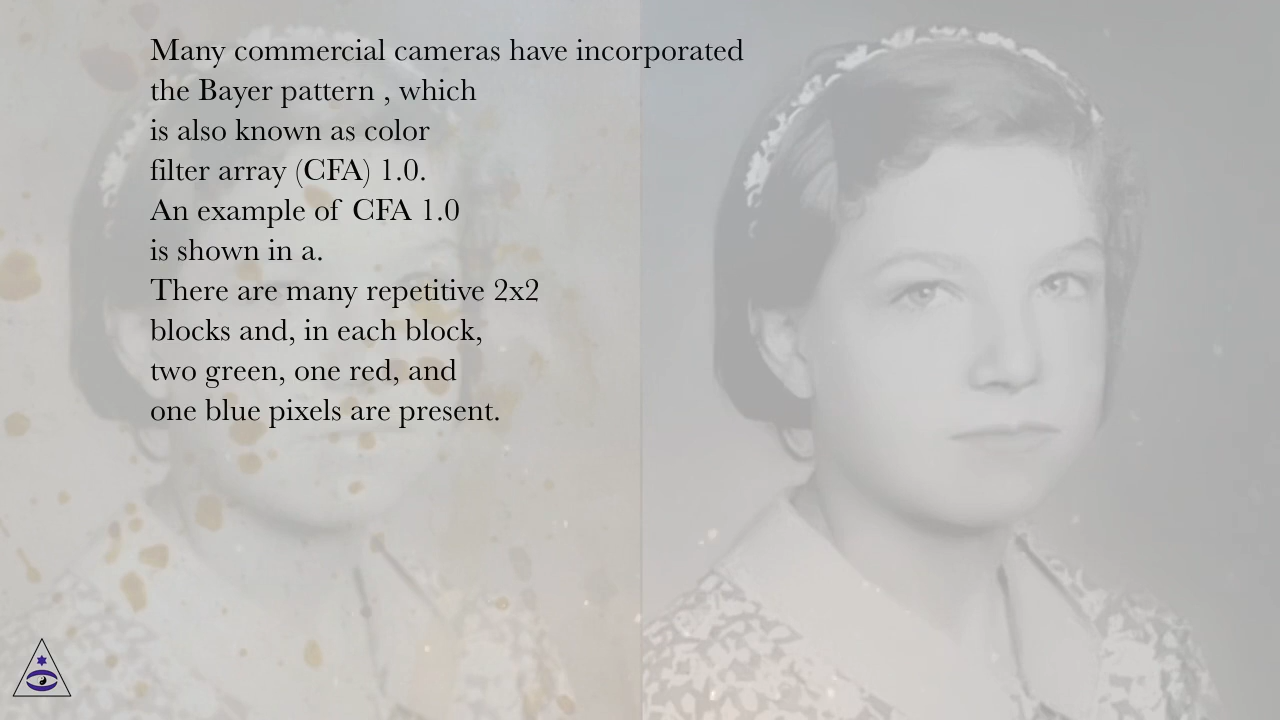 Many commercial cameras have incorporated
the Bayer pattern , which
is also known as color
filter array (CFA) 1.0.
An example of CFA 1.0
is shown in a.
There are many repetitive 2x2
blocks and, in each block,
two green, one red, and
one blue pixels are present.